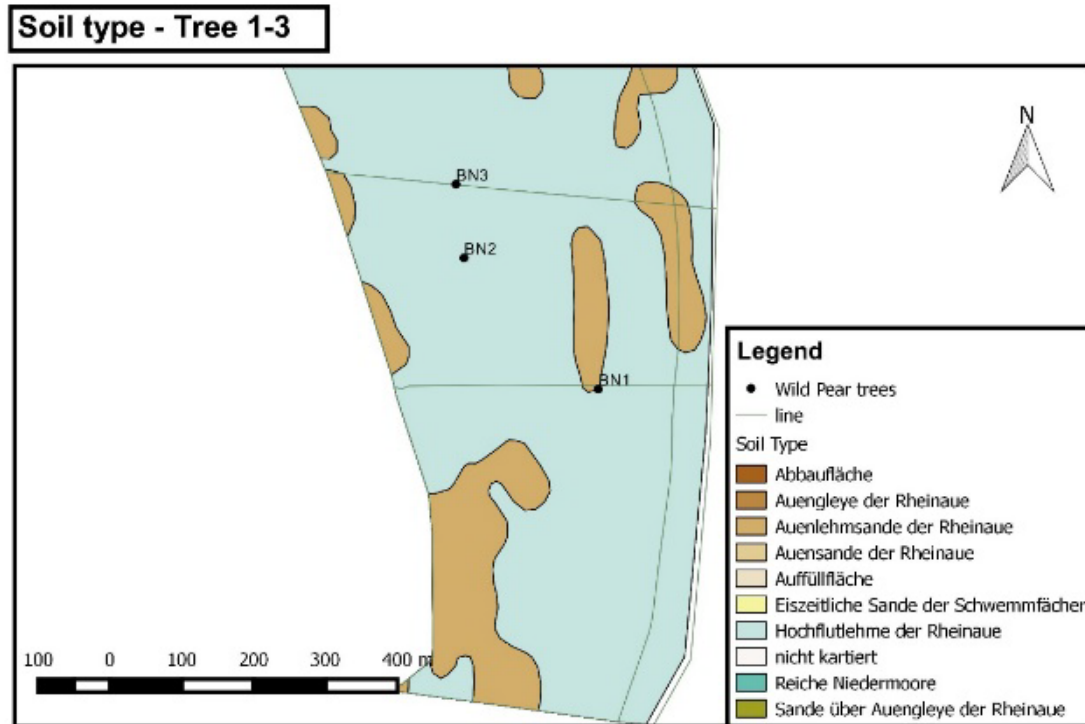 Soil type - Tree 1-3
N
BN3
BN2
BN1
100 0 100 200 300 400 m
Legend
Wild Pear trees
line
Soil Type
Abbaufläche
Auengleye der Rheinaue
Auenlehmsande der Rheinaue
Auensande der Rheinaue
Auffüllfläche
Eiszeitliche Sande der Schwemmfächer
Hochflutlehme der Rheinaue
nicht kartiert
Reiche Niedermoore
Sande über Auengleye der Rheinaue